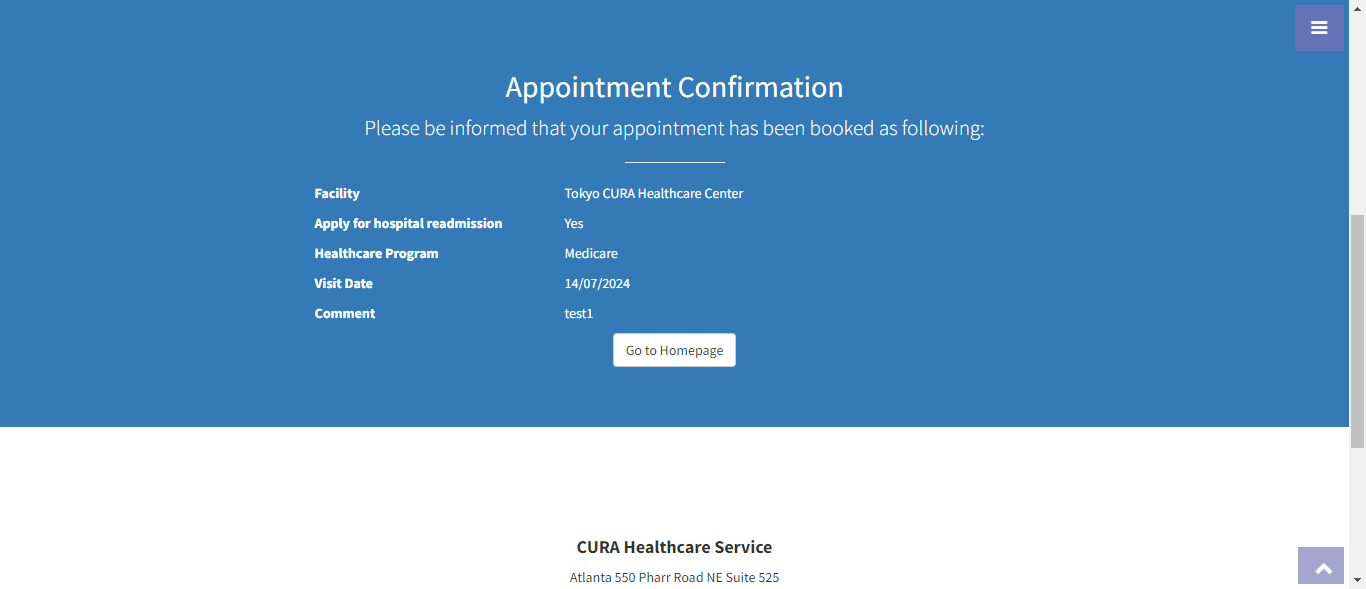 Appointment Confirmation
Please be informed that your appointment has been booked as following:
Facility Tokyo CURA Healthcare Center
Apply for hospital readmission Yes
Healthcare Program Medicare
Visit Date 14/07/2024
Comment test1
Go to Homepage
CURA Healthcare Service
Atlanta 550 Pharr Road NE Suite 525